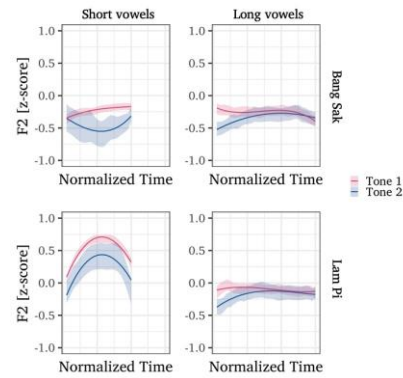 Short vowels
Long vowels
F2 [z-score]
1.0
0.5
0.0
-0.5
-1.0
Normalized Time
Normalized Time
Bang Sak
Tone 1
Tone 2
F2 [z-score]
1.0
0.5
0.0
-0.5
-1.0
Normalized Time
Normalized Time
Lam Pi